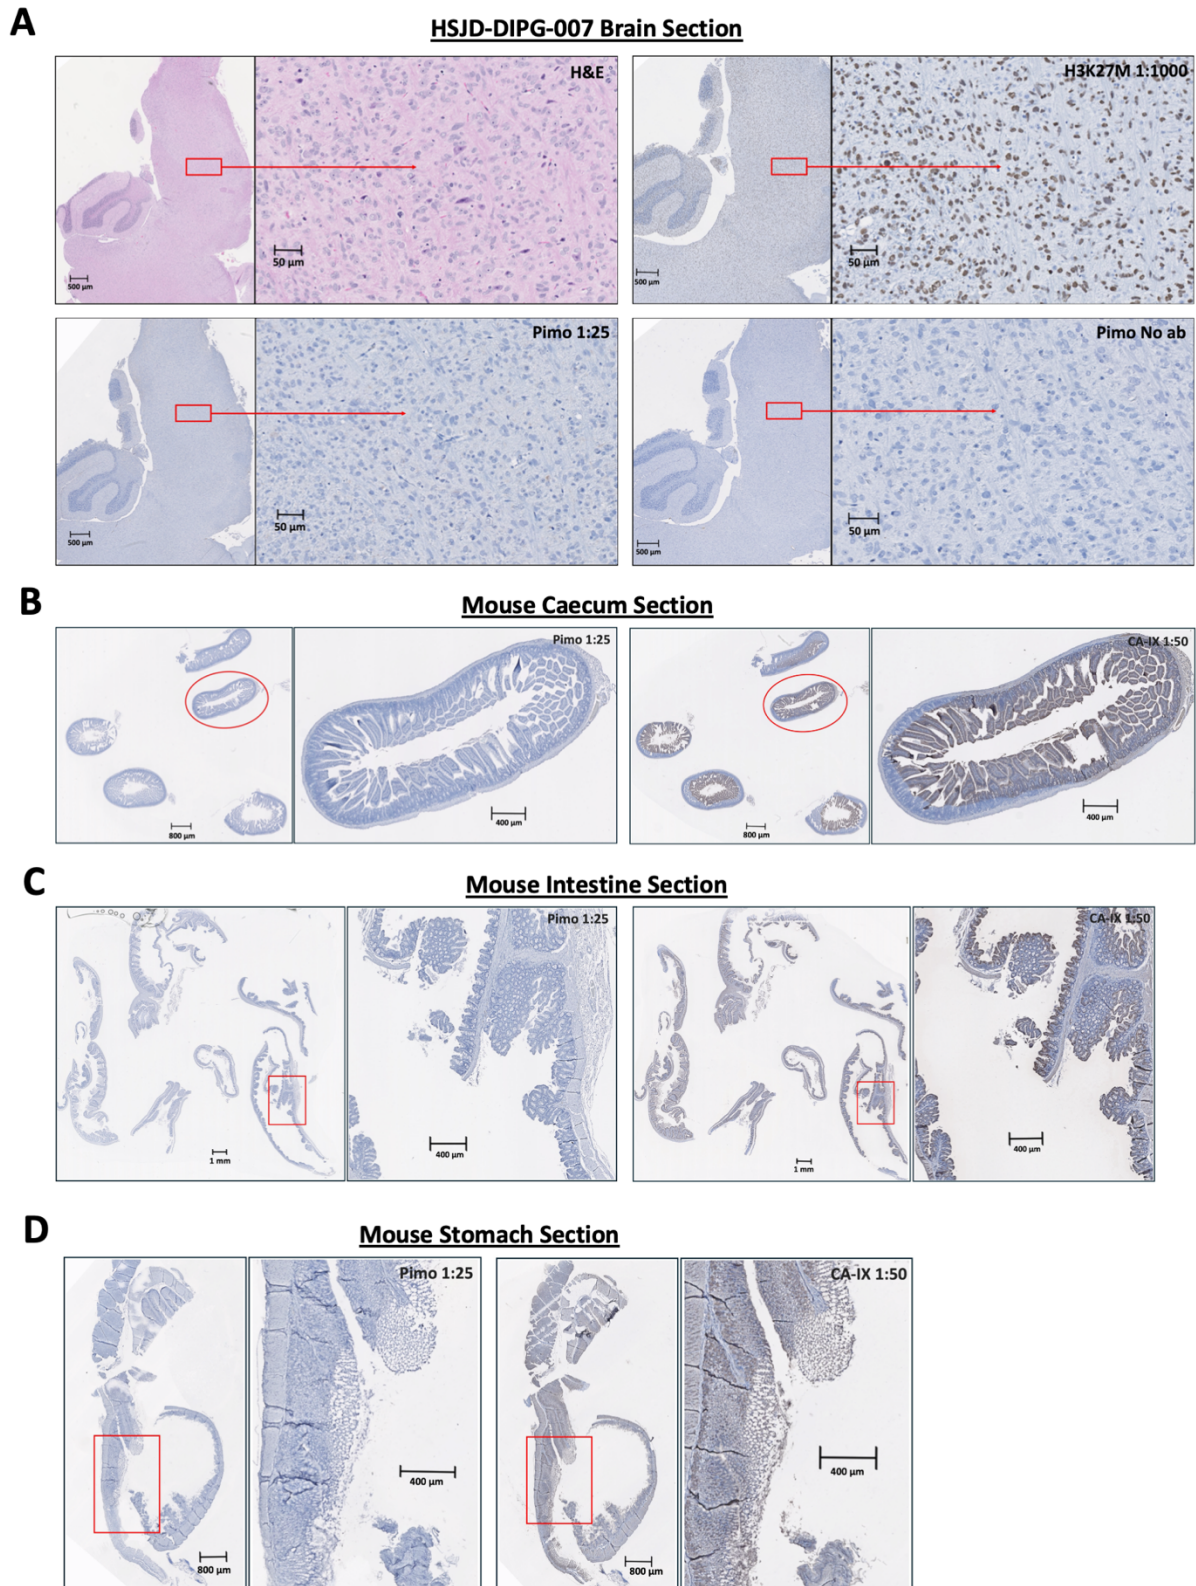 A
HSJD-DIPG-007 Brain Section
H&E
50 µm
500 µm
H3K27M 1:1000
50 µm
500 µm
Pimo 1:25
50 µm
500 µm
Pimo No ab
50 µm
500 µm
B
Mouse Caecum Section
Pimo 1:25
800 µm
400 µm
CA-IX 1:50
800 µm
400 µm
C
Mouse Intestine Section
Pimo 1:25
1 mm
400 µm
CA-IX 1:50
1 mm
400 µm
D
Mouse Stomach Section
Pimo 1:25
800 µm
400 µm
CA-IX 1:50
800 µm
400 µm